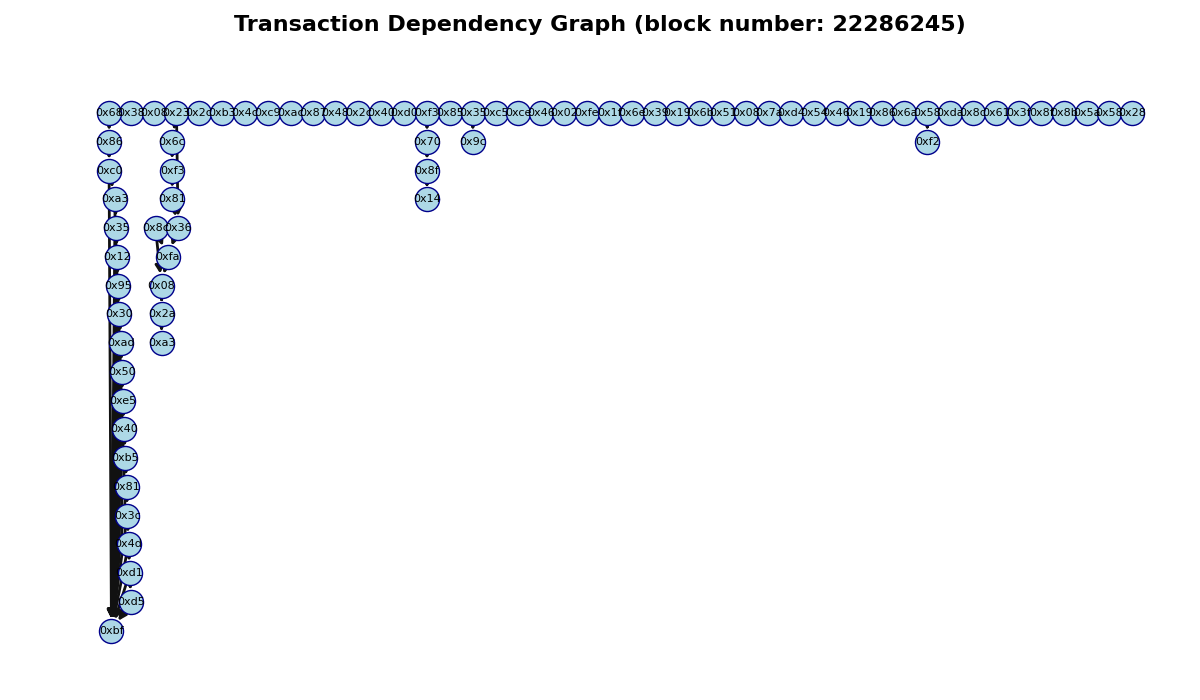 Transaction Dependency Graph (block number: 22286245)
0x68 0x38 0x08 0x23 0x2c 0xb3 0x4c 0xc9 0xac 0x87 0x48 0x2c 0x40 0xd0 0xf3 0x85 0x35 0xc5 0xce 0x46 0x02 0xfe 0x1f 0x6e 0x39 0x19 0x6b 0x51 0x08 0x7a 0xd4 0x54 0x46 0x19 0x86 0x6a 0x58 0xda 0x8c 0x61 0x3f 0x8f 0x8b 0x5a 0x58 0x28
0x86 0x6c 0x70 0x9c 0xf2
0xc0 0xf3 0x8f
0xa3 0x81 0x14
0x35 0x8c 0x36
0x12 0xfa
0x95 0x08
0x30 0x2a
0xad 0xa3
0x50
0xe5
0x40
0xb5
0x81
0x3c
0x4d
0xd1
0xd5
0xbf